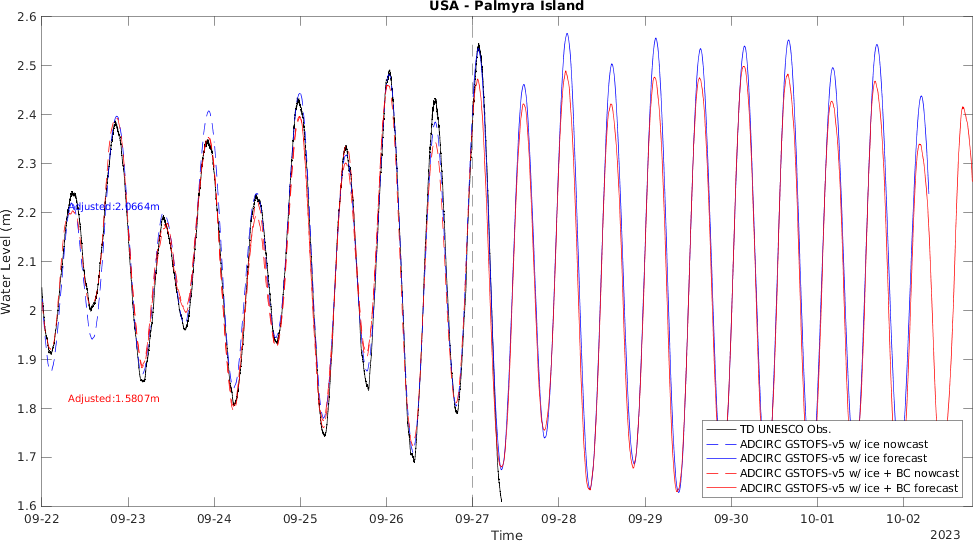 USA - Palmyra Island
2.6
2.5
2.4
2.3
2.2
2.1
2
1.9
1.8
1.7
1.6
Water Level (m)
Adjusted:2.0664m
Adjusted:1.5807m
TD UNESCO Obs.
ADCIRC GSTOFS-v5 w/ ice nowcast
ADCIRC GSTOFS-v5 w/ ice forecast
ADCIRC GSTOFS-v5 w/ ice + BC nowcast
ADCIRC GSTOFS-v5 w/ ice + BC forecast
09-22 09-23 09-24 09-25 09-26 09-27 09-28 09-29 09-30 10-01 10-02
Time
2023